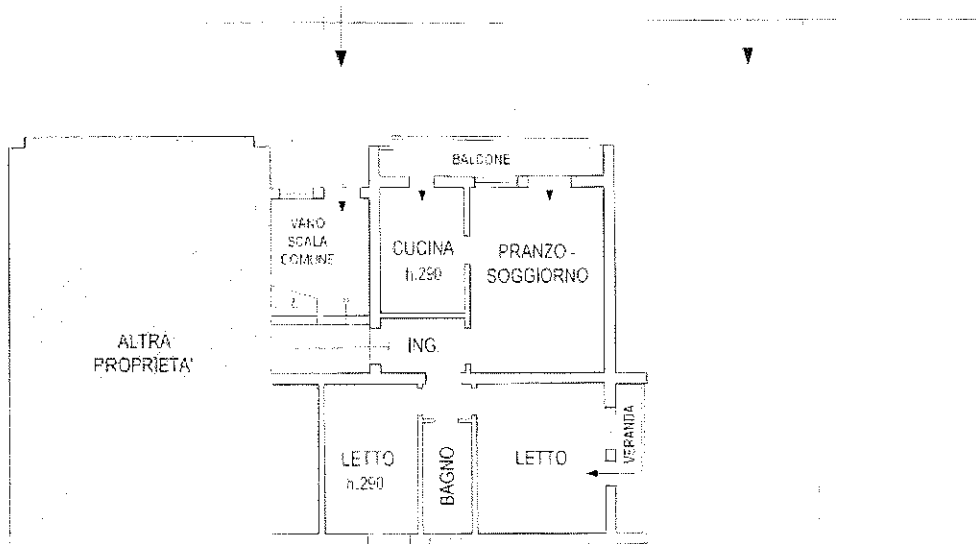 BALCONE
VANO
SCALA
COMUNE
CUCINA
h.290
PRANZO -
SOGGIORNO
ALTRA
PROPRIETA'
ING.
LETTO
h.290
BAGNO
LETTO
VERANDA